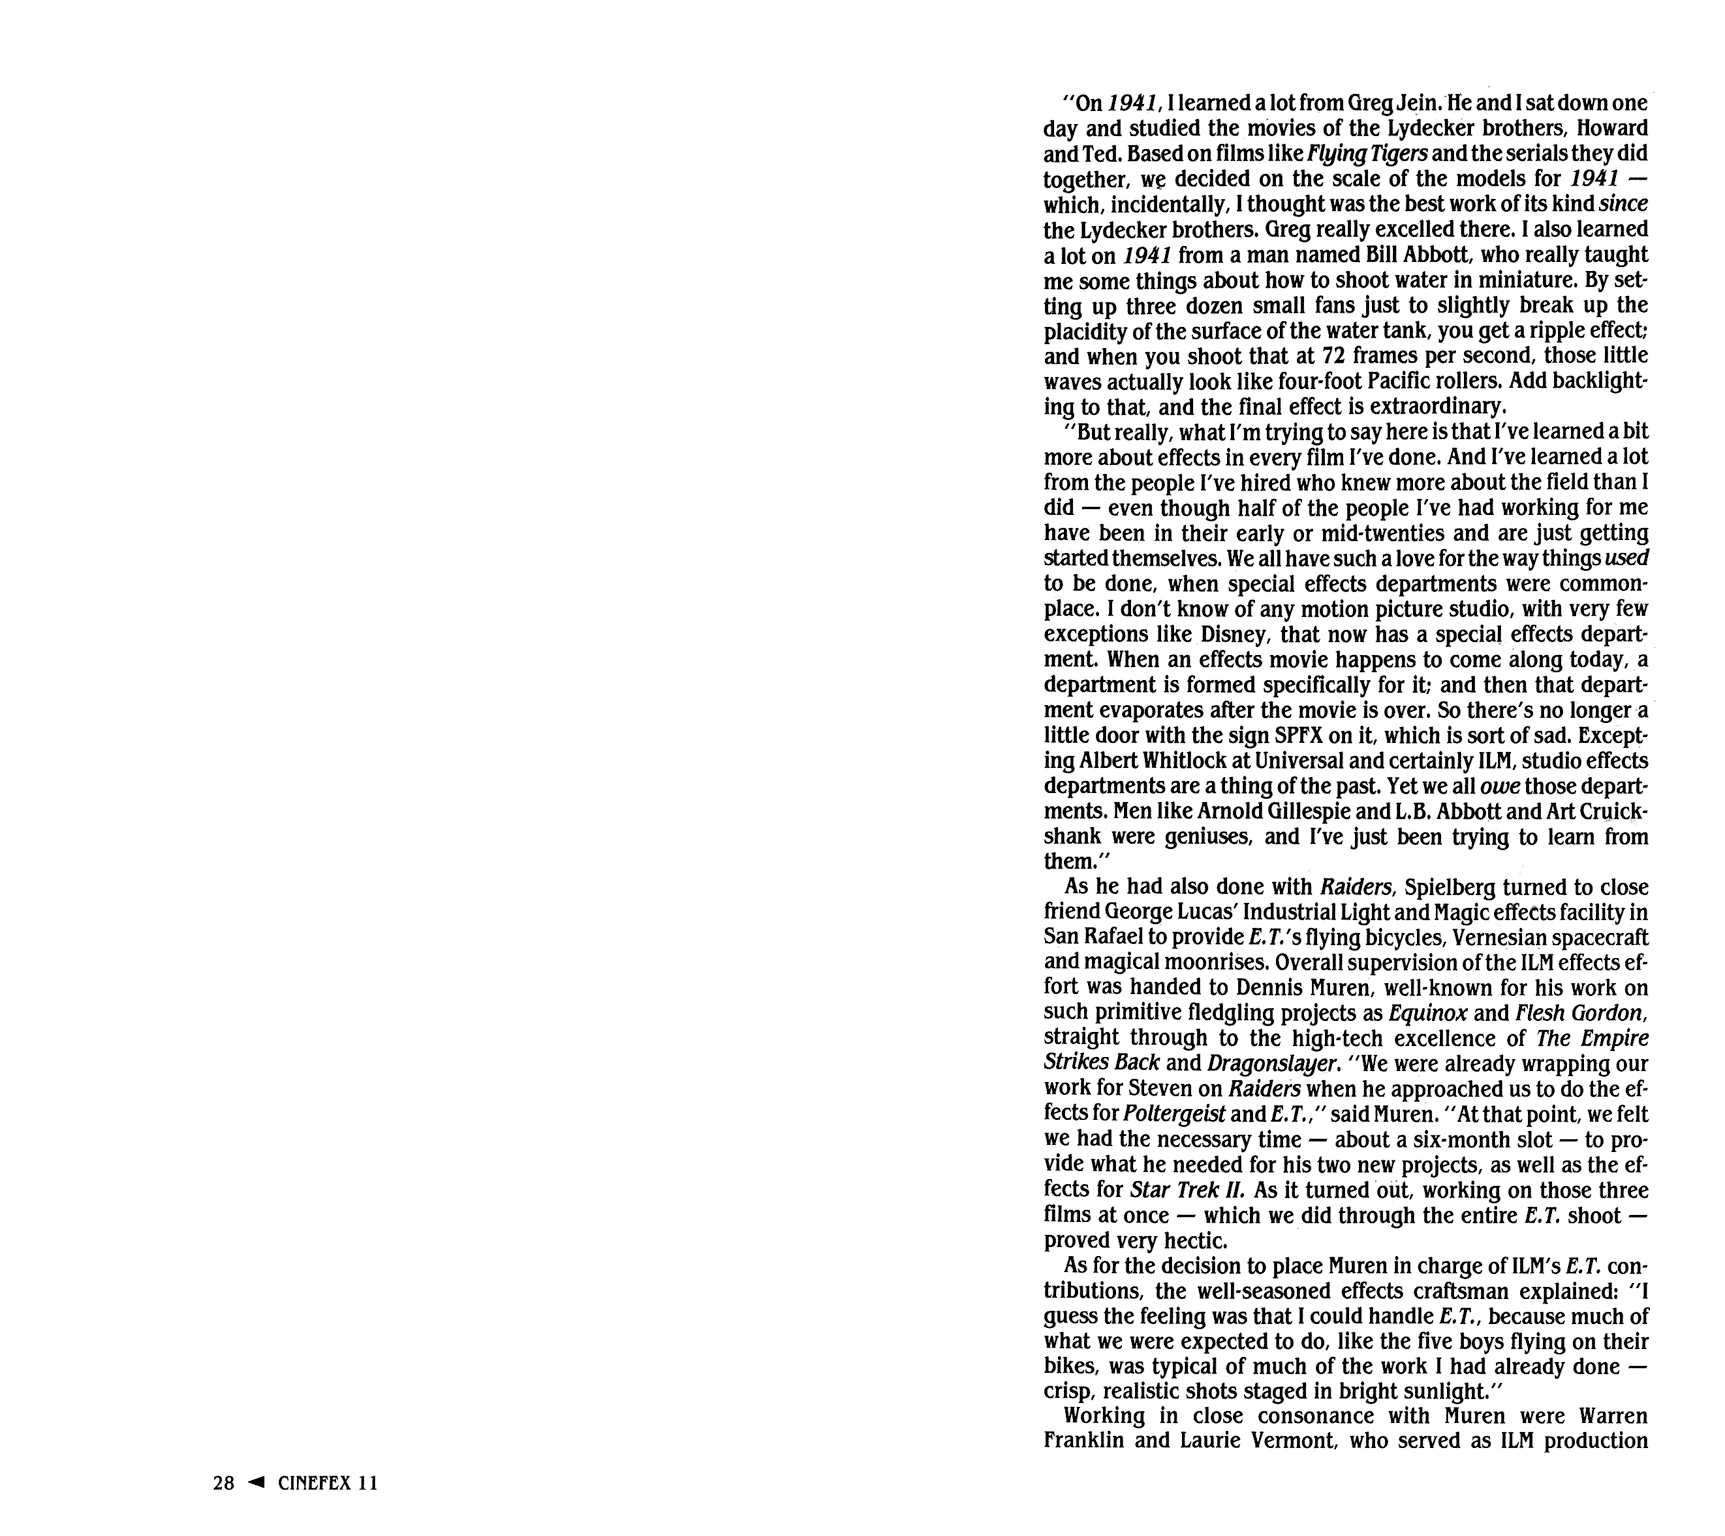 “On 1941, I learned a lot from Greg Jein. He and I sat down one
day and studied the movies of the Lydecker brothers, Howard
and Ted. Based on films like Flying Tigers and the serials they did
together, we decided on the scale of the models for 1941 —
which, incidentally, I thought was the best work of its kind since
the Lydecker brothers. Greg really excelled there. I also learned
a lot on 1941 from a man named Bill Abbott, who really taught
me some things about how to shoot water in miniature. By set-
ting up three dozen small fans just to slightly break up the
placidity of the surface of the water tank, you get a ripple effect;
and when you shoot that at 72 frames per second, those little
waves actually look like four-foot Pacific rollers. Add backlight-
ing to that, and the final effect is extraordinary.
“But really, what I’m trying to say here is that I’ve learned a bit
more about effects in every film I’ve done. And I’ve learned a lot
from the people I’ve hired who knew more about the field than I
did — even though half of the people I’ve had working for me
have been in their early or mid-twenties and are just getting
started themselves. We all have such a love for the way things used
to be done, when special effects departments were common-
place. I don’t know of any motion picture studio, with very few
exceptions like Disney, that now has a special effects depart-
ment. When an effects movie happens to come along today, a
department is formed specifically for it; and then that depart-
ment evaporates after the movie is over. So there’s no longer a
little door with the sign SPFX on it, which is sort of sad. Except-
ing Albert Whitlock at Universal and certainly ILM, studio effects
departments are a thing of the past. Yet we all owe those depart-
ments. Men like Arnold Gillespie and L.B. Abbott and Art Cruick-
shank were geniuses, and I’ve just been trying to learn from
them.”
As he had also done with Raiders, Spielberg turned to close
friend George Lucas’ Industrial Light and Magic effects facility in
San Rafael to provide E.T.’s flying bicycles, Vernesian spacecraft
and magical moonrises. Overall supervision of the ILM effects ef-
fort was handed to Dennis Muren, well-known for his work on
such primitive fledgling projects as Equinox and Flesh Gordon,
straight through to the high-tech excellence of The Empire
Strikes Back and Dragonslayer. “We were already wrapping our
work for Steven on Raiders when he approached us to do the ef-
fects for Poltergeist and E.T.,” said Muren. “At that point, we felt
we had the necessary time — about a six-month slot — to pro-
vide what he needed for his two new projects, as well as the ef-
fects for Star Trek II. As it turned out, working on those three
films at once — which we did through the entire E.T. shoot —
proved very hectic.
As for the decision to place Muren in charge of ILM’s E.T. con-
tributions, the well-seasoned effects craftsman explained: “I
guess the feeling was that I could handle E.T., because much of
what we were expected to do, like the five boys flying on their
bikes, was typical of much of the work I had already done —
crisp, realistic shots staged in bright sunlight.”
Working in close consonance with Muren were Warren
Franklin and Laurie Vermont, who served as ILM production
28 ◄ CINEFEX 11